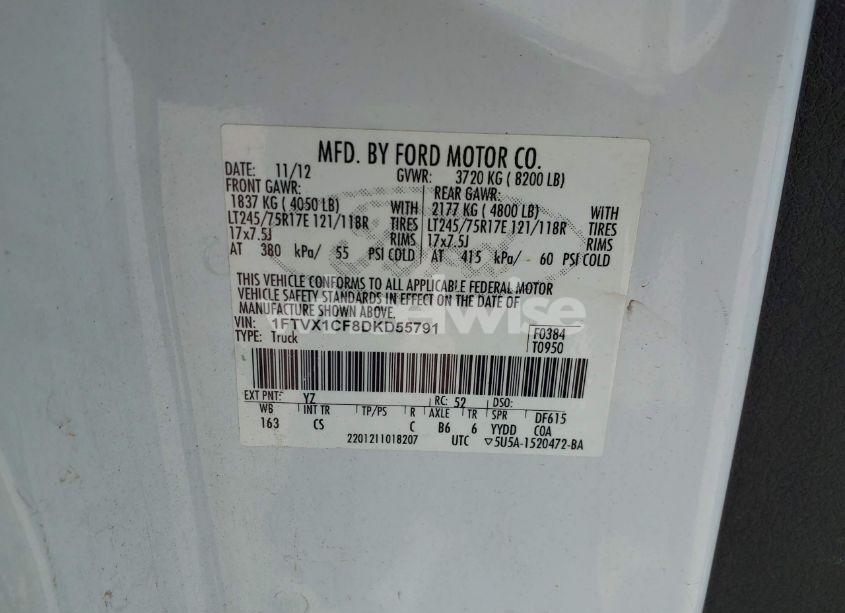 MFD. BY FORD MOTOR CO.
DATE: 11/12 GVWR: 3720 KG ( 8200 LB)
FRONT GAWR: REAR GAWR:
1837 KG ( 4050 LB) WITH 2177 KG ( 4800 LB) WITH
LT245/75R17E 121/118R TIRES LT245/75R17E 121/118R TIRES
17x7.5J RIMS 17x7.5J RIMS
AT 380 kPa/ 55 PSI COLD AT 415 kPa/ 60 PSI COLD
THIS VEHICLE CONFORMS TO ALL APPLICABLE FEDERAL MOTOR
VEHICLE SAFETY STANDARDS IN EFFECT ON THE DATE OF
MANUFACTURE SHOWN ABOVE.
VIN: 1FTVX1CF8DKD55791 F0384
TYPE: Truck T0950
EXT PNT: YZ RC: 52 DSO:
WB INT TR TP/PS R AXLE TR SPR DF615
163 CS C B6 6 YYDD COA
2201211018207 UTC ▽5U5A-1520472-BA